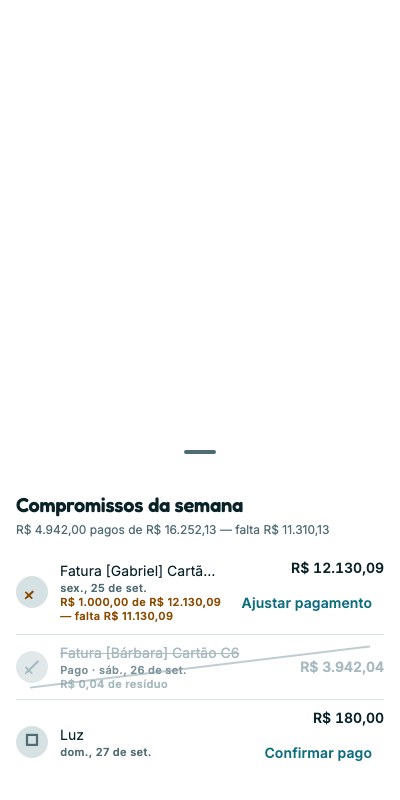 Compromissos da semana
R$ 4.942,00 pagos de R$ 16.252,13 — falta R$ 11.310,13
Fatura [Gabriel] Cartã...
R$ 12.130,09
sex., 25 de set.
R$ 1.000,00 de R$ 12.130,09
— falta R$ 11.130,09
Ajustar pagamento
Fatura [Bárbara] Cartão C6
Pago · sáb., 26 de set.
R$ 0,04 de resíduo
R$ 3.942,04
R$ 180,00
Luz
dom., 27 de set.
Confirmar pago